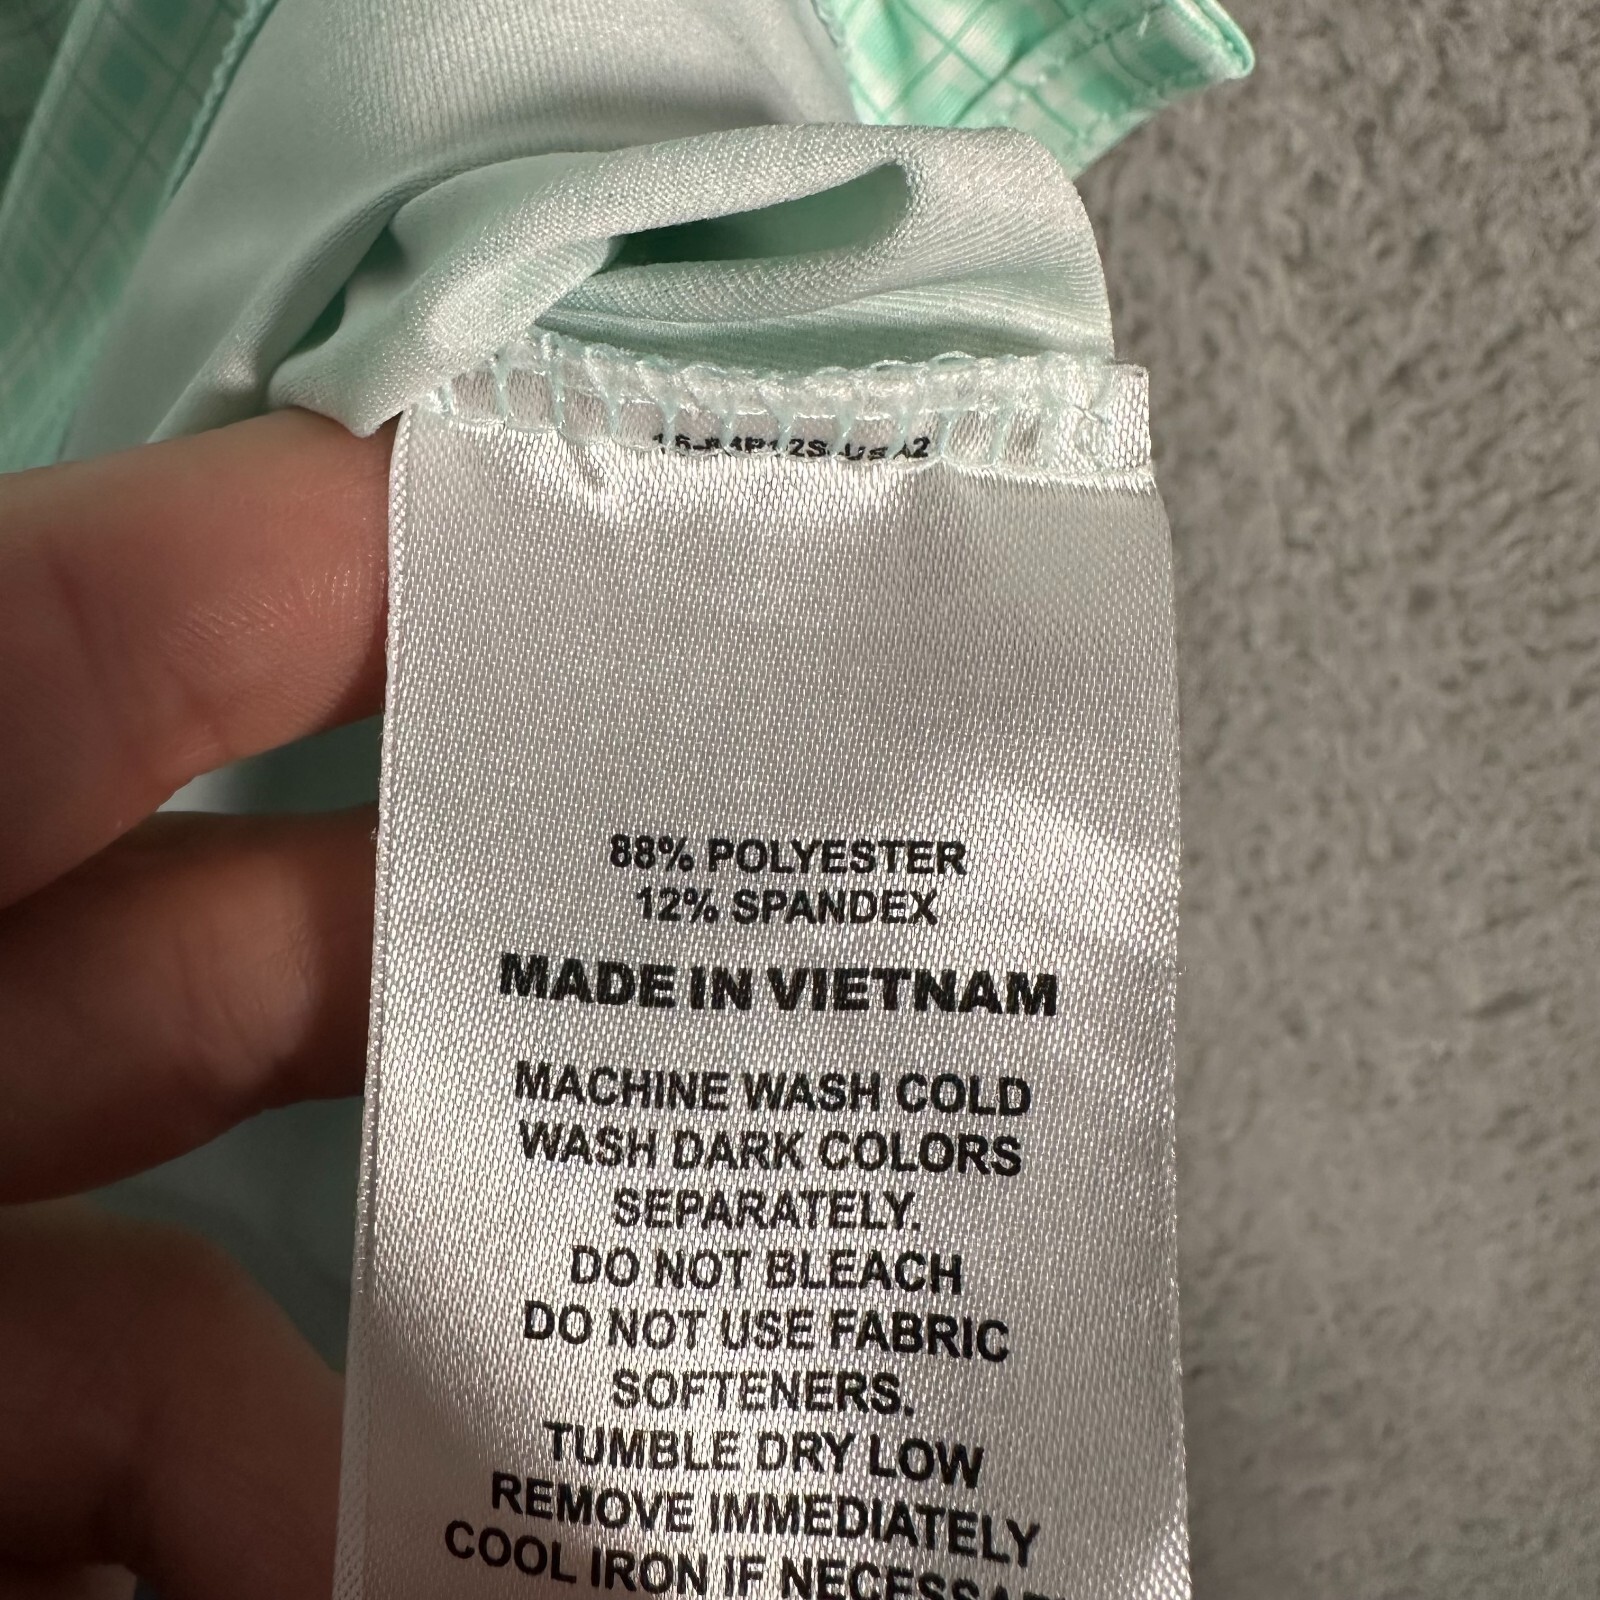 88% POLYESTER
12% SPANDEX
MADE IN VIETNAM
MACHINE WASH COLD
WASH DARK COLORS
SEPARATELY.
DO NOT BLEACH
DO NOT USE FABRIC
SOFTENERS.
TUMBLE DRY LOW
REMOVE IMMEDIATELY
COOL IRON IF